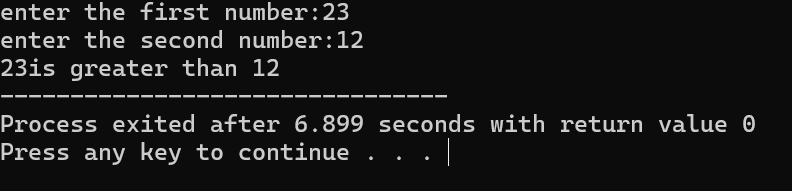 enter the first number:23
enter the second number:12
23is greater than 12
--------------------------------
Process exited after 6.899 seconds with return value 0
Press any key to continue . . .